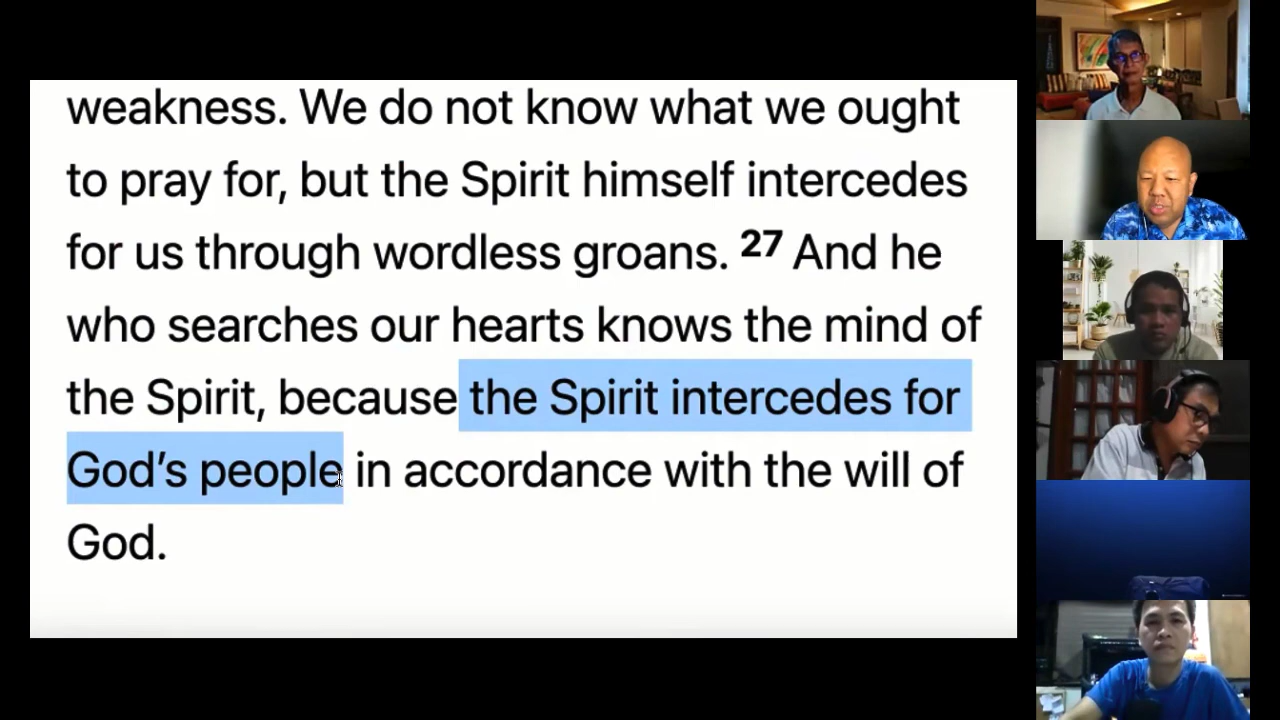 weakness. We do not know what we ought
to pray for, but the Spirit himself intercedes
for us through wordless groans. 27 And he
who searches our hearts knows the mind of
the Spirit, because the Spirit intercedes for
God’s people in accordance with the will of
God.